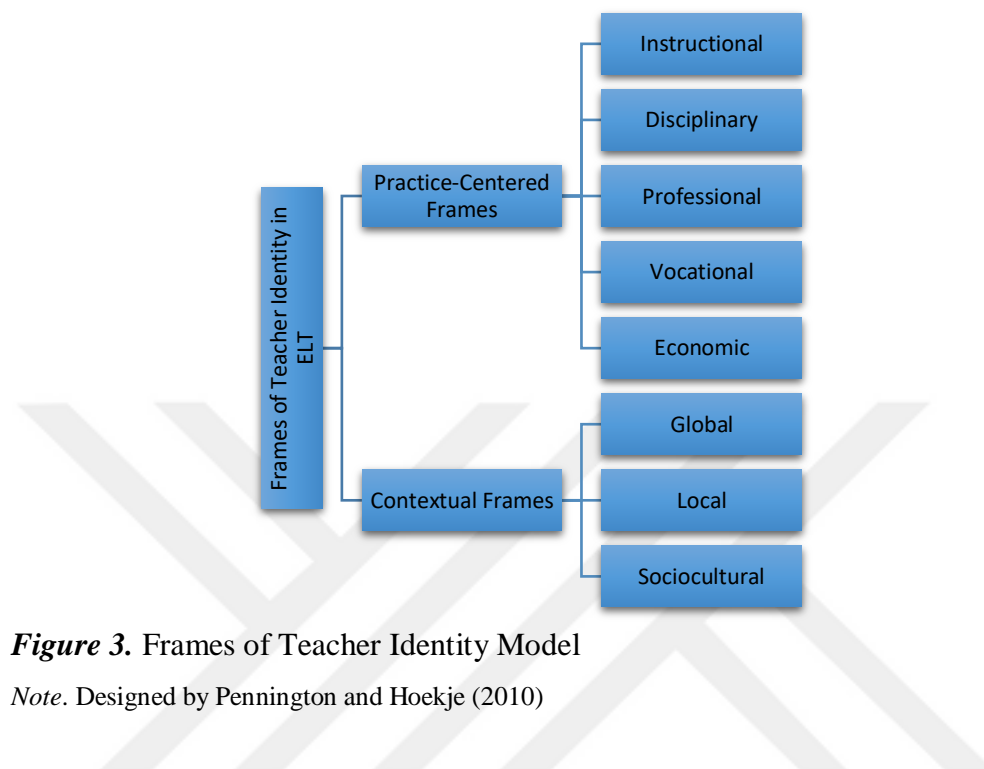 Frames of Teacher Identity in
ELT
Practice-Centered
Frames
Instructional
Disciplinary
Professional
Vocational
Economic
Contextual Frames
Global
Local
Sociocultural
Figure 3. Frames of Teacher Identity Model
Note. Designed by Pennington and Hoekje (2010)